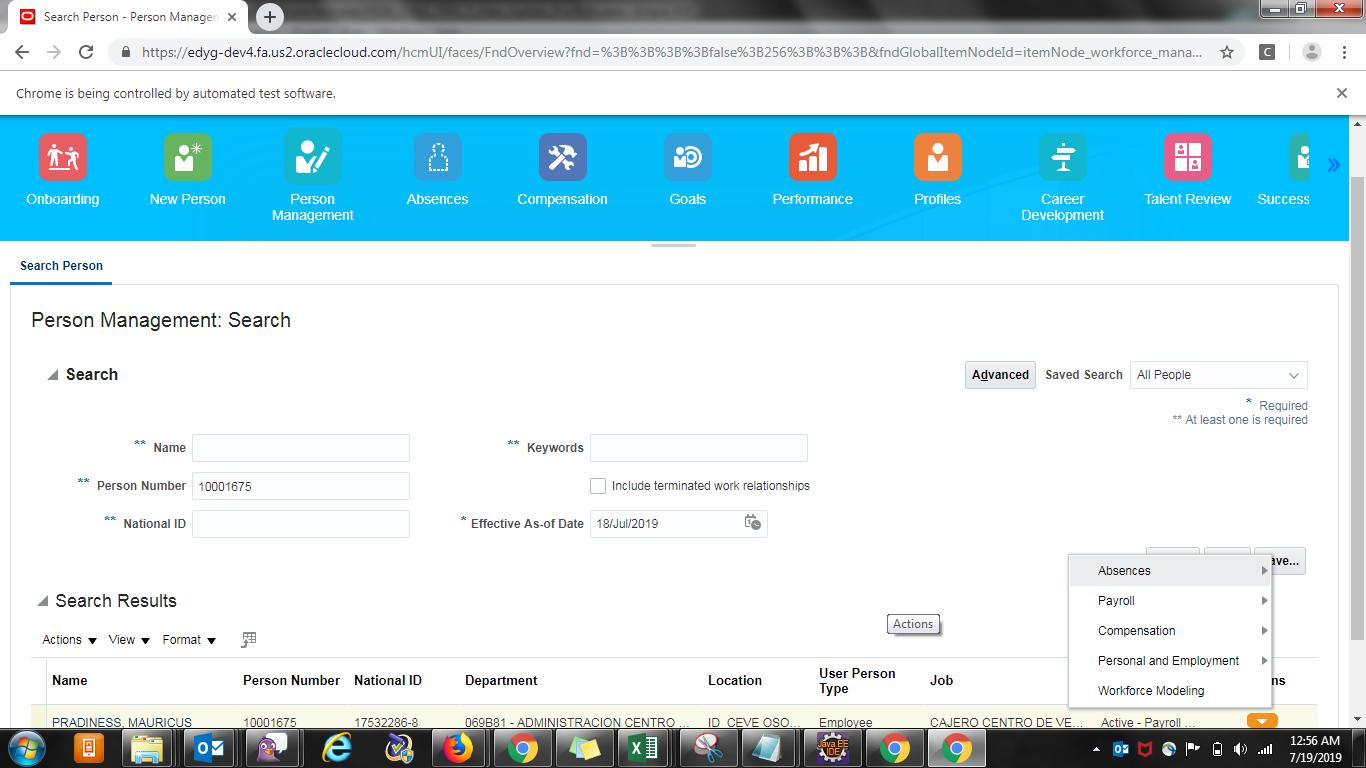 Search Person - Person Managen
https://edyg-dev4.fa.us2.oraclecloud.com/hcmUI/faces/FndOverview?fnd=%3B%3B%3B%3Bfalse%3B256%3B%3B%3B&fndGlobalItemNodeId=itemNode_workforce_mana...
Chrome is being controlled by automated test software.
Onboarding New Person Person Management Absences Compensation Goals Performance Profiles Career Development Talent Review Success
Search Person
Person Management: Search
Search Advanced Saved Search All People
* Required
** At least one is required
** Name ** Keywords
** Person Number 10001675 Include terminated work relationships
** National ID * Effective As-of Date 18/Jul/2019
ave...
Absences
Payroll
Compensation
Personal and Employment
Workforce Modeling
Search Results
Actions
Actions View Format
Name Person Number National ID Department Location User Person Type Job ns
PRADINESS, MAURICUS 10001675 17532286-8 069B81 - ADMINISTRACION CENTRO ... ID_CEVE OSO... Employee CAJERO CENTRO DE VE... Active - Payroll ...
Java EE
IDE
12:56 AM
7/19/2019